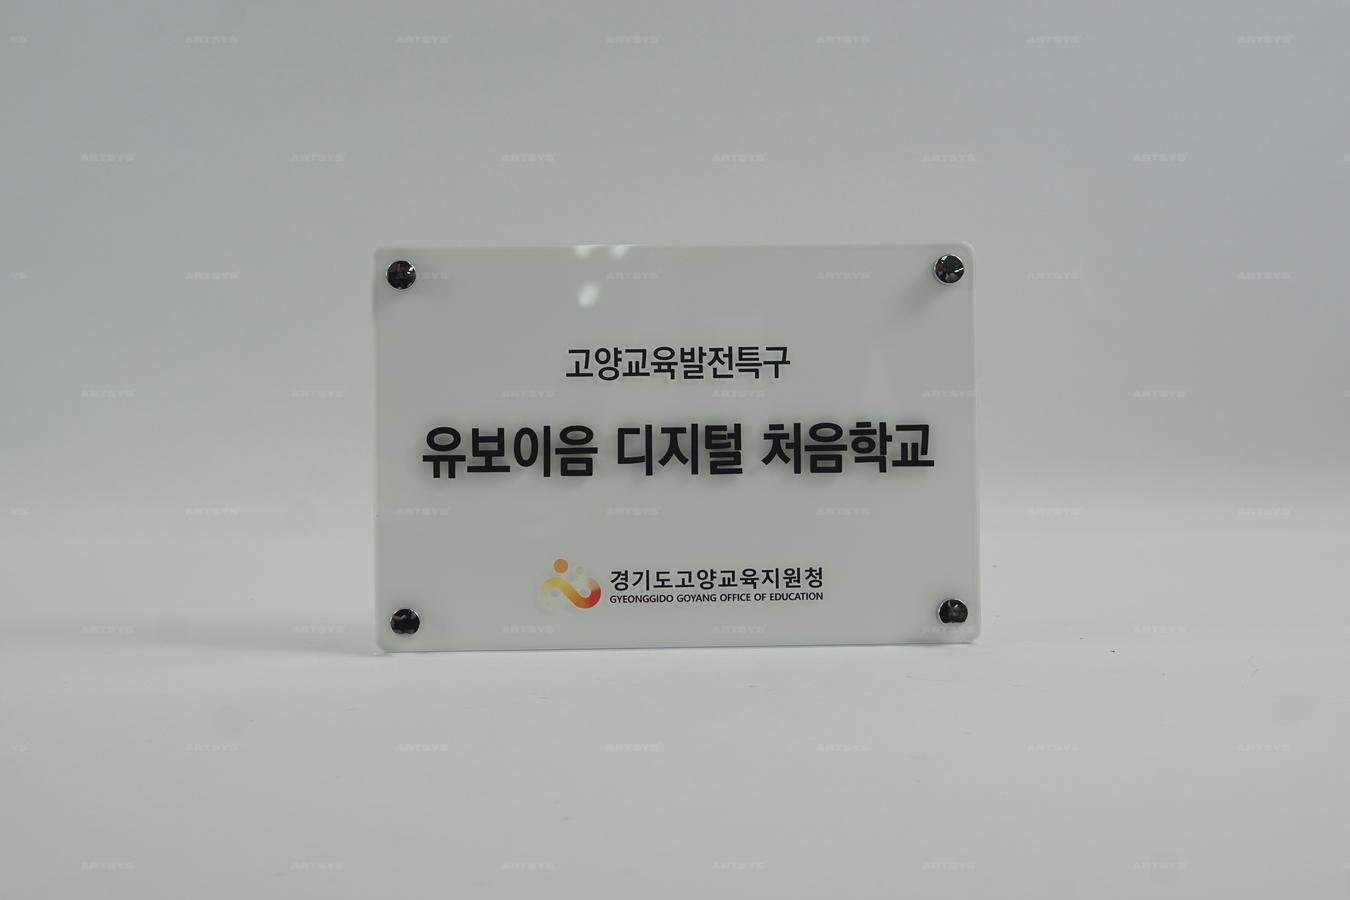 고양교육발전특구
유보이음 디지털 처음학교
경기도고양교육지원청
GYEONGGIDO GOYANG OFFICE OF EDUCATION
ARTSYS